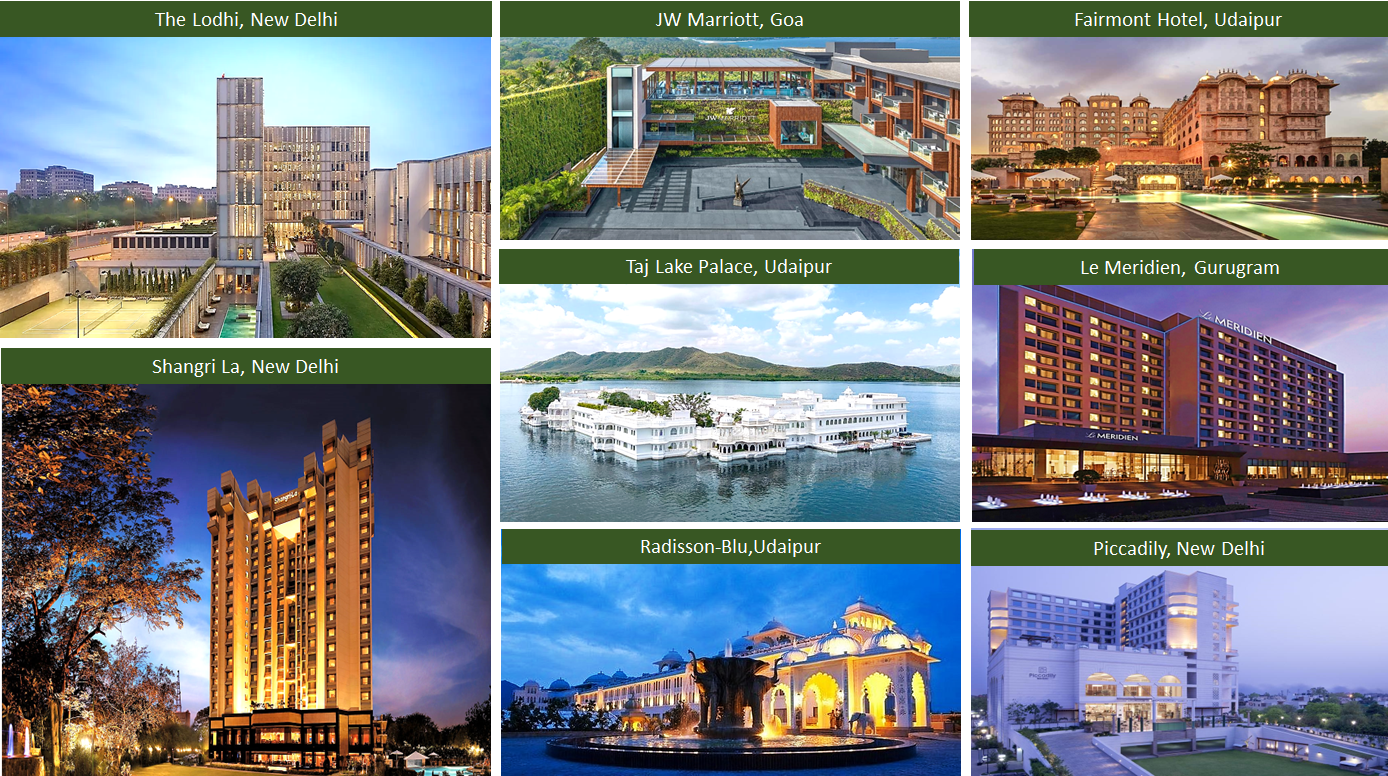 The Lodhi, New Delhi
JW Marriott, Goa
JW MARRIOTT
Fairmont Hotel, Udaipur
Taj Lake Palace, Udaipur
Le Meridien, Gurugram
Le MERIDIEN
Le MERIDIEN
Shangri La, New Delhi
Shangri-La
Radisson-Blu,Udaipur
Piccadily, New Delhi
Piccadily